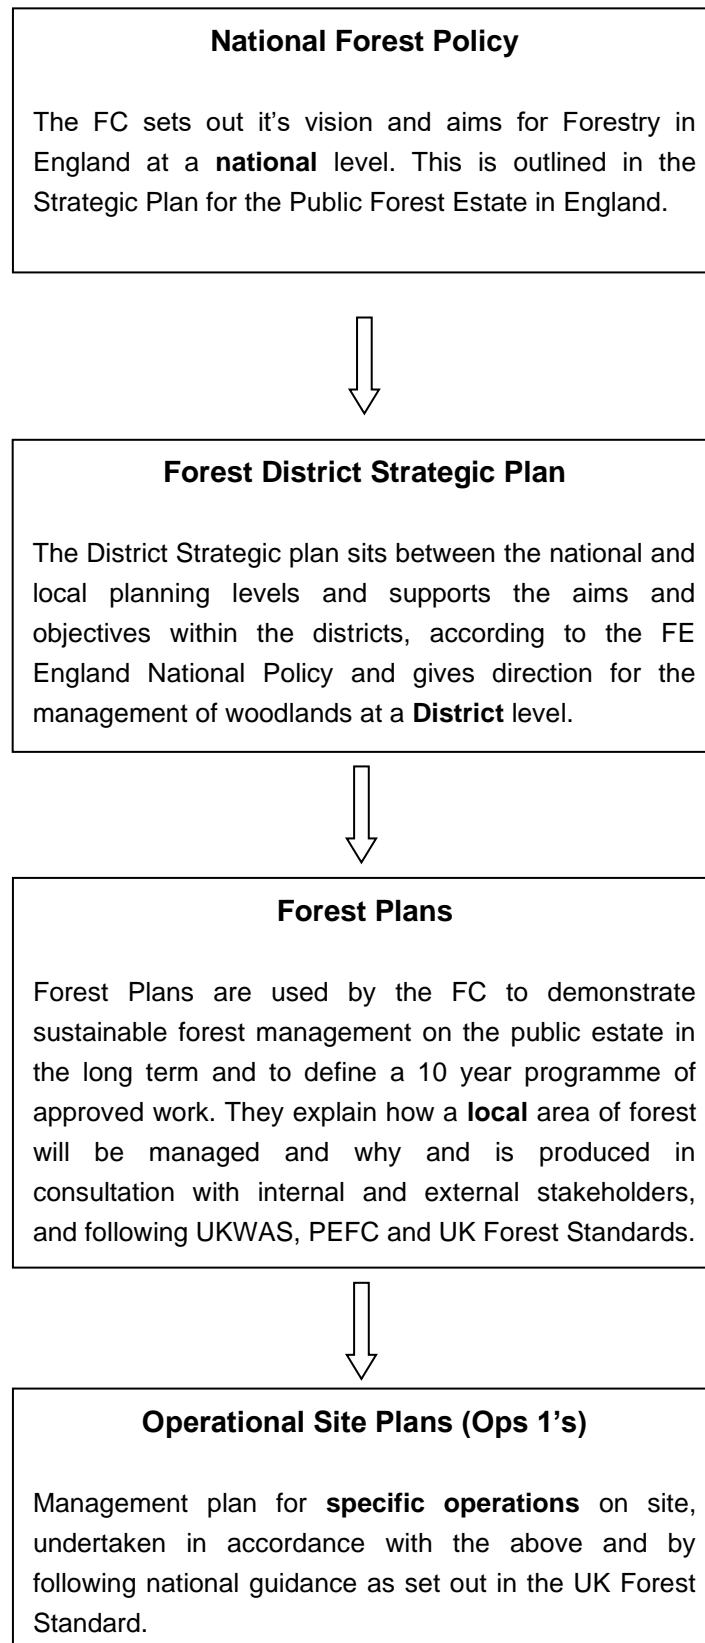 National Forest Policy
The FC sets out it's vision and aims for Forestry in
England at a national level. This is outlined in the
Strategic Plan for the Public Forest Estate in England.
Forest District Strategic Plan
The District Strategic plan sits between the national and
local planning levels and supports the aims and
objectives within the districts, according to the FE
England National Policy and gives direction for the
management of woodlands at a District level.
Forest Plans
Forest Plans are used by the FC to demonstrate
sustainable forest management on the public estate in
the long term and to define a 10 year programme of
approved work. They explain how a local area of forest
will be managed and why and is produced in
consultation with internal and external stakeholders,
and following UKWAS, PEFC and UK Forest Standards.
Operational Site Plans (Ops 1's)
Management plan for specific operations on site,
undertaken in accordance with the above and by
following national guidance as set out in the UK Forest
Standard.